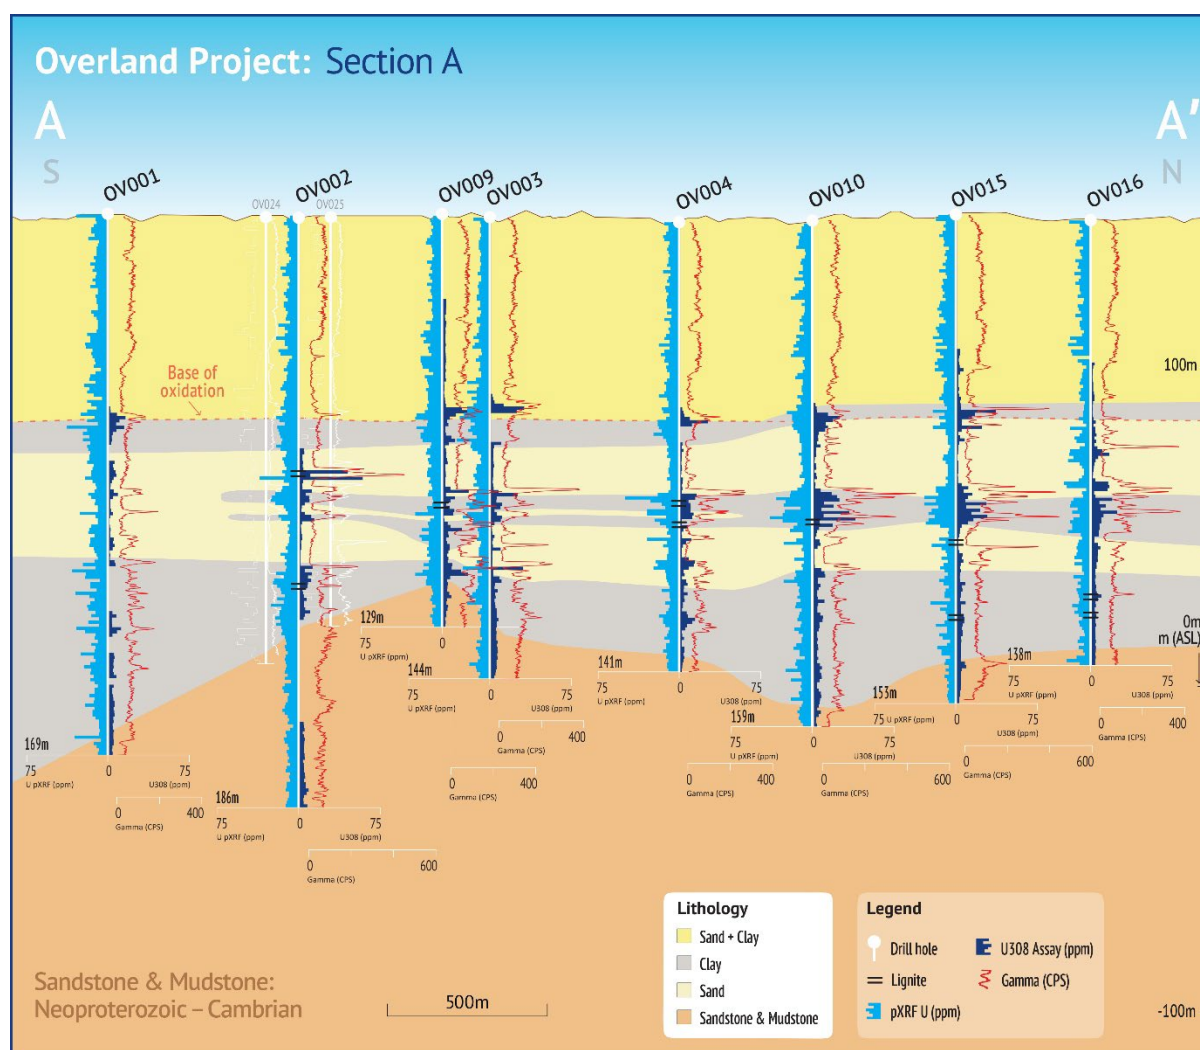 Overland Project: Section A
A
A'
S
N
OV001
OV024
OV002
OV025
OV009
OV003
OV004
OV010
OV015
OV016
Base of
oxidation
100m
0m
m (ASL)
-100m
169m
75
0
75
U pXRF (ppm)
U308 (ppm)
0
400
Gamma (CPS)
186m
75
0
75
U pXRF (ppm)
U308 (ppm)
0
600
Gamma (CPS)
129m
75
0
U pXRF (ppm)
0
400
Gamma (CPS)
144m
75
0
75
U pXRF (ppm)
U308 (ppm)
0
400
Gamma (CPS)
141m
75
0
75
U pXRF (ppm)
U308 (ppm)
0
400
Gamma (CPS)
159m
75
0
75
U pXRF (ppm)
U308 (ppm)
0
600
Gamma (CPS)
153m
75
0
75
U pXRF (ppm)
U308 (ppm)
0
600
Gamma (CPS)
138m
75
0
75
U pXRF (ppm)
U308 (ppm)
0
400
Gamma (CPS)
Sandstone & Mudstone:
Neoproterozoic – Cambrian
500m
Lithology
Sand + Clay
Clay
Sand
Sandstone & Mudstone
Legend
Drill hole
Lignite
pXRF U (ppm)
U308 Assay (ppm)
Gamma (CPS)